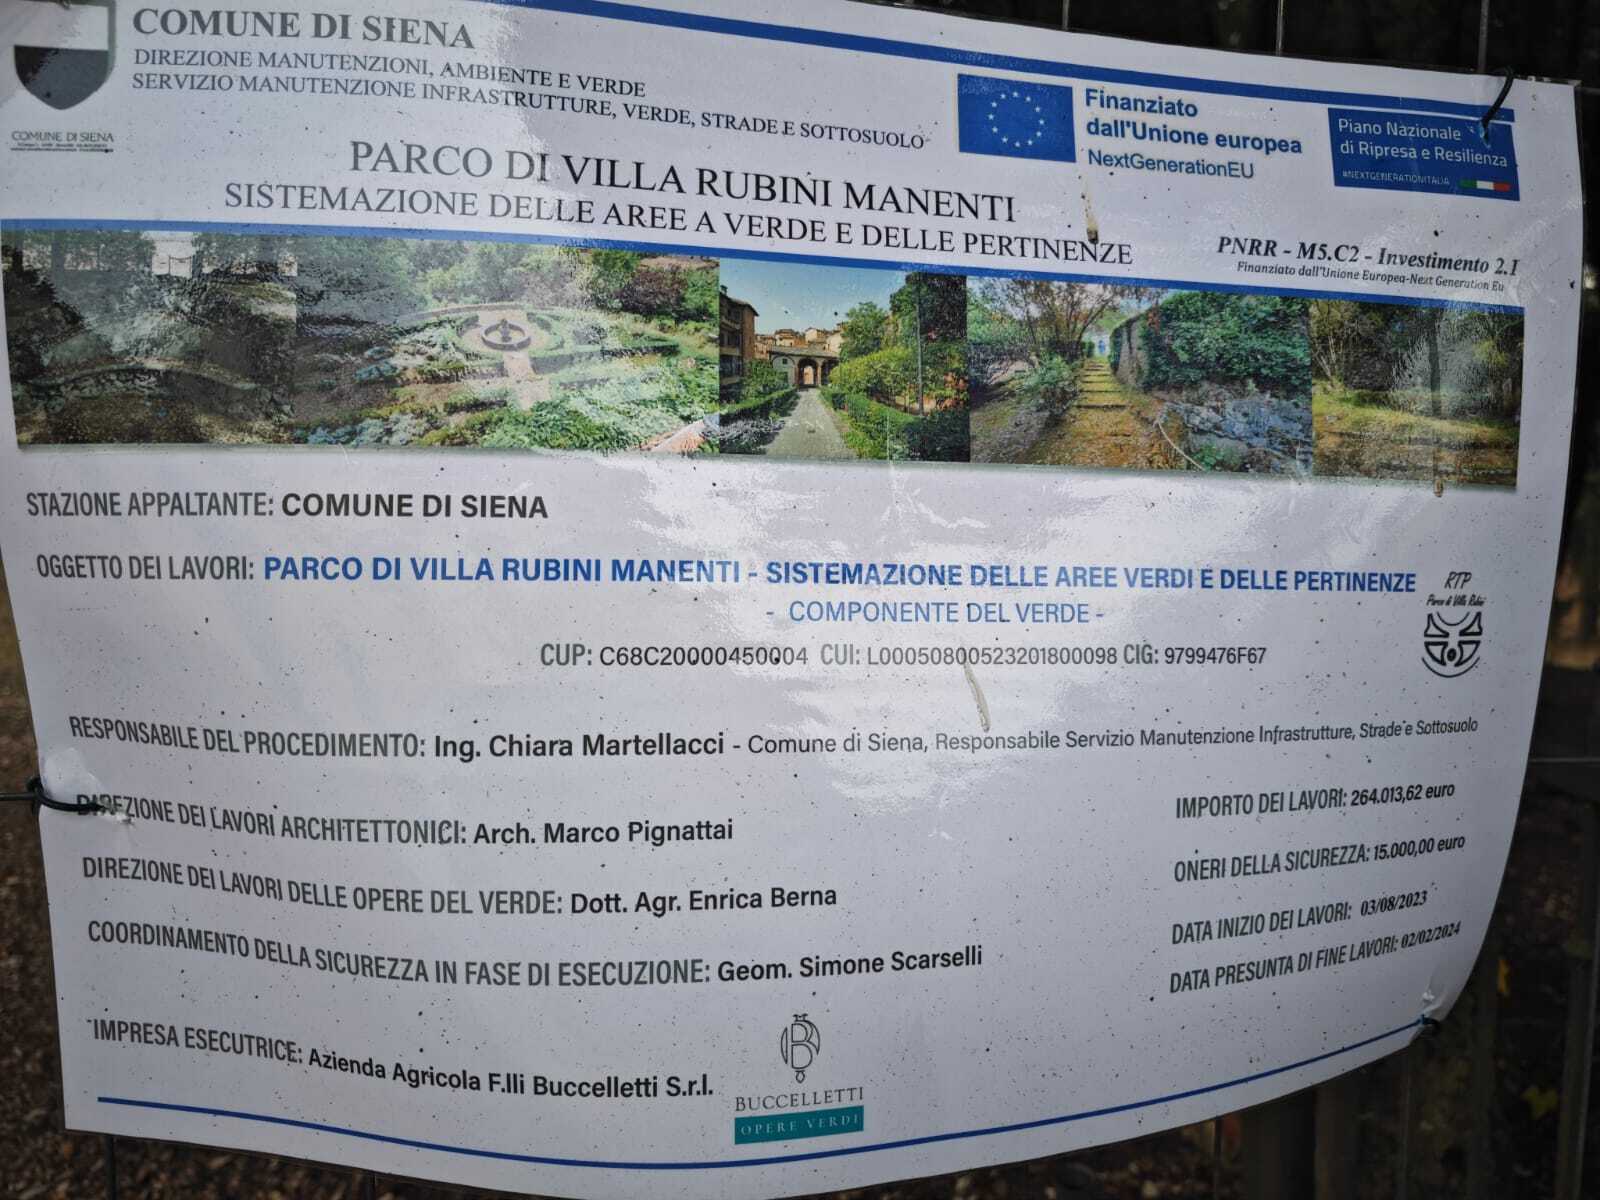 COMUNE DI SIENA
DIREZIONE MANUTENZIONI, AMBIENTE E VERDE
SERVIZIO MANUTENZIONE INFRASTRUTTURE, VERDE, STRADE E SOTTOSUOLO
COMUNE DI SIENA
Finanziato
dall'Unione europea
NextGenerationEU
Piano Nazionale
di Ripresa e Resilienza
#NEXTGENERATIONITALIA
PARCO DI VILLA RUBINI MANENTI
SISTEMAZIONE DELLE AREE A VERDE E DELLE PERTINENZE
PNRR - M5.C2 - Investimento 2.1
Finanziato dall'Unione Europea-Next Generation Eu
STAZIONE APPALTANTE: COMUNE DI SIENA
OGGETTO DEI LAVORI: PARCO DI VILLA RUBINI MANENTI - SISTEMAZIONE DELLE AREE VERDI E DELLE PERTINENZE
- COMPONENTE DEL VERDE -
RTP
Parco di Villa Rubini
CUP: C68C20000450004 CUI: L00050800523201800098 CIG: 9799476F67
RESPONSABILE DEL PROCEDIMENTO: Ing. Chiara Martellacci - Comune di Siena, Responsabile Servizio Manutenzione Infrastrutture, Strade e Sottosuolo
DIREZIONE DEI LAVORI ARCHITETTONICI: Arch. Marco Pignattai
DIREZIONE DEI LAVORI DELLE OPERE DEL VERDE: Dott. Agr. Enrica Berna
COORDINAMENTO DELLA SICUREZZA IN FASE DI ESECUZIONE: Geom. Simone Scarselli
IMPORTO DEI LAVORI: 264.013,62 euro
ONERI DELLA SICUREZZA: 15.000,00 euro
DATA INIZIO DEI LAVORI: 03/08/2023
DATA PRESUNTA DI FINE LAVORI: 02/02/2024
IMPRESA ESECUTRICE: Azienda Agricola F.lli Buccelletti S.r.l.
B
BUCCELLETTI
OPERE VERDI